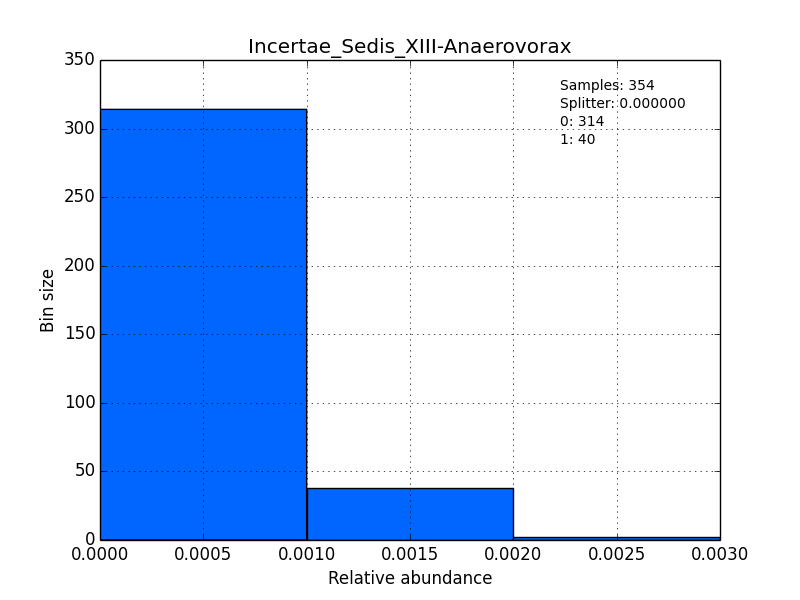 Incertae_Sedis_XIII-Anaerovorax
350
300
250
200
150
100
50
0
Bin size
Samples: 354
Splitter: 0.000000
0: 314
1: 40
0.0000 0.0005 0.0010 0.0015 0.0020 0.0025 0.0030
Relative abundance